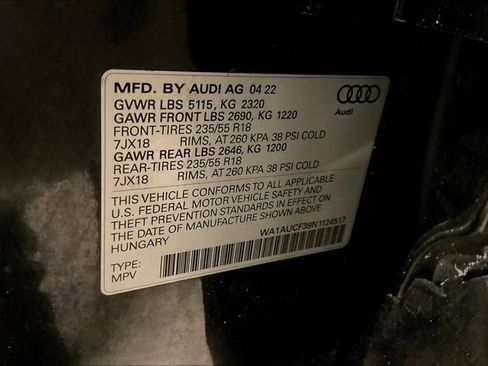 MFD. BY AUDI AG 04 22
GVWR LBS 5115, KG 2320
GAWR FRONT LBS 2690, KG 1220
FRONT-TIRES 235/55 R18
7JX18 RIMS, AT 260 KPA 38 PSI COLD
GAWR REAR LBS 2646, KG 1200
REAR-TIRES 235/55 R18
7JX18 RIMS, AT 260 KPA 38 PSI COLD
THIS VEHICLE CONFORMS TO ALL APPLICABLE
U.S. FEDERAL MOTOR VEHICLE SAFETY AND
THEFT PREVENTION STANDARDS IN EFFECT ON
THE DATE OF MANUFACTURE SHOWN ABOVE.
HUNGARY
WA1AUCF39N1124517
TYPE:
MPV
Audi